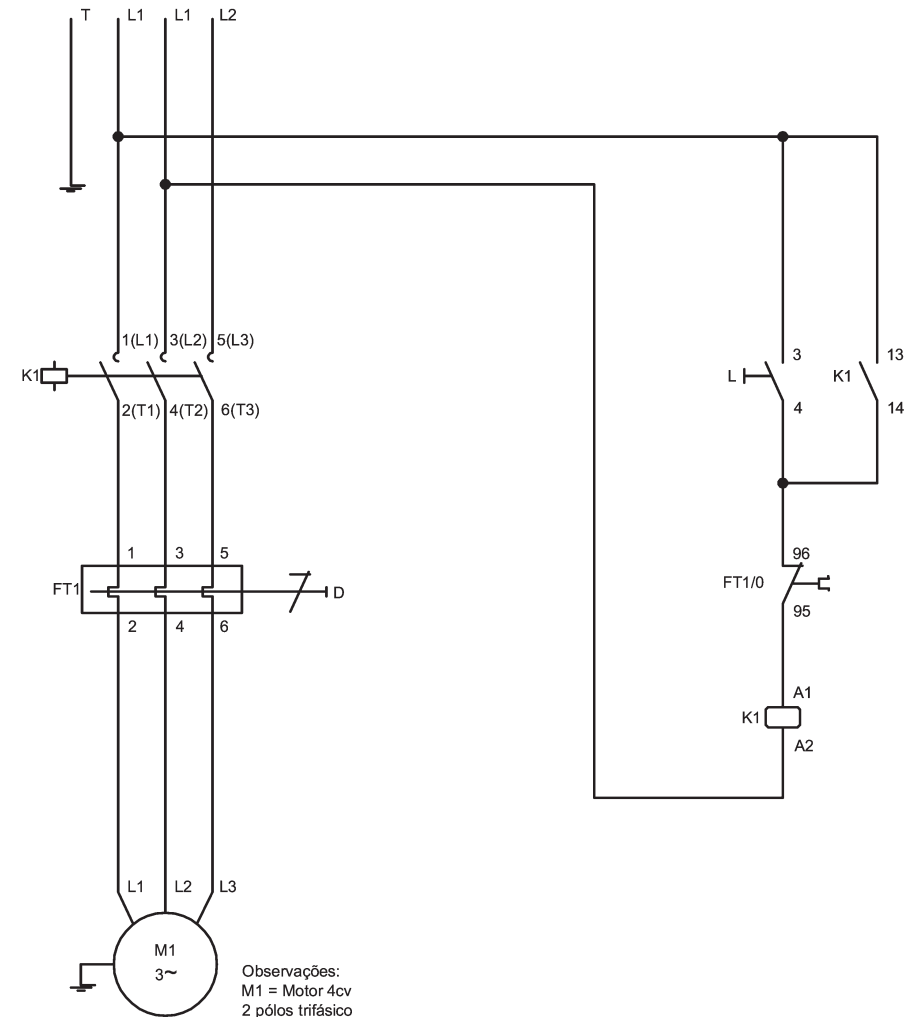 T L1 L1 L2
1(L1) 3(L2) 5(L3)
K1
2(T1) 4(T2) 6(T3)
3 13
L K1
4 14
1 3 5
FT1 D
2 4 6
96
FT1/0
95
A1
K1
A2
L1 L2 L3
M1
3~
Observações:
M1 = Motor 4cv
2 pólos trifásico